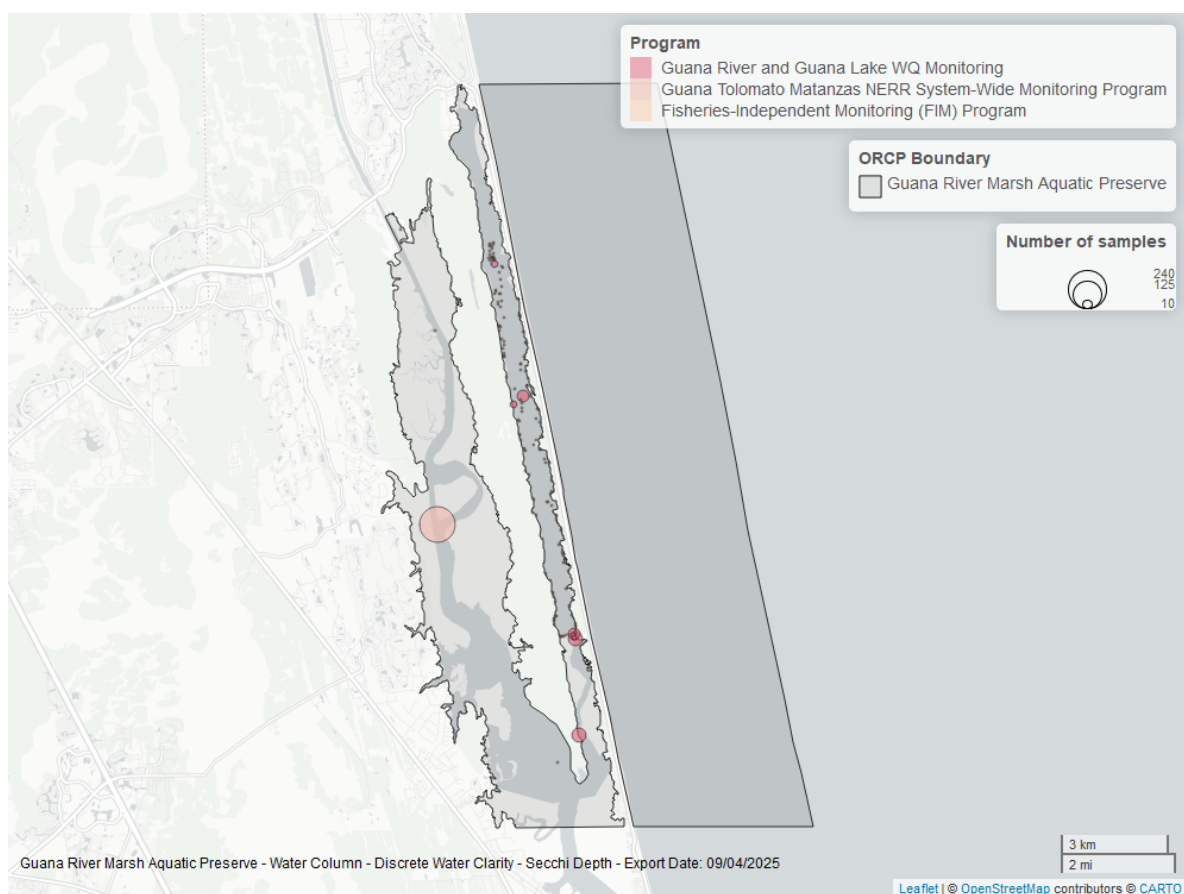 Program
Guana River and Guana Lake WQ Monitoring
Guana Tolomato Matanzas NERR System-Wide Monitoring Program
Fisheries-Independent Monitoring (FIM) Program
ORCP Boundary
Guana River Marsh Aquatic Preserve
Number of samples
240
125
10
3 km
2 mi
Guana River Marsh Aquatic Preserve - Water Column - Discrete Water Clarity - Secchi Depth - Export Date: 09/04/2025
Leaflet | © OpenStreetMap contributors © CARTO